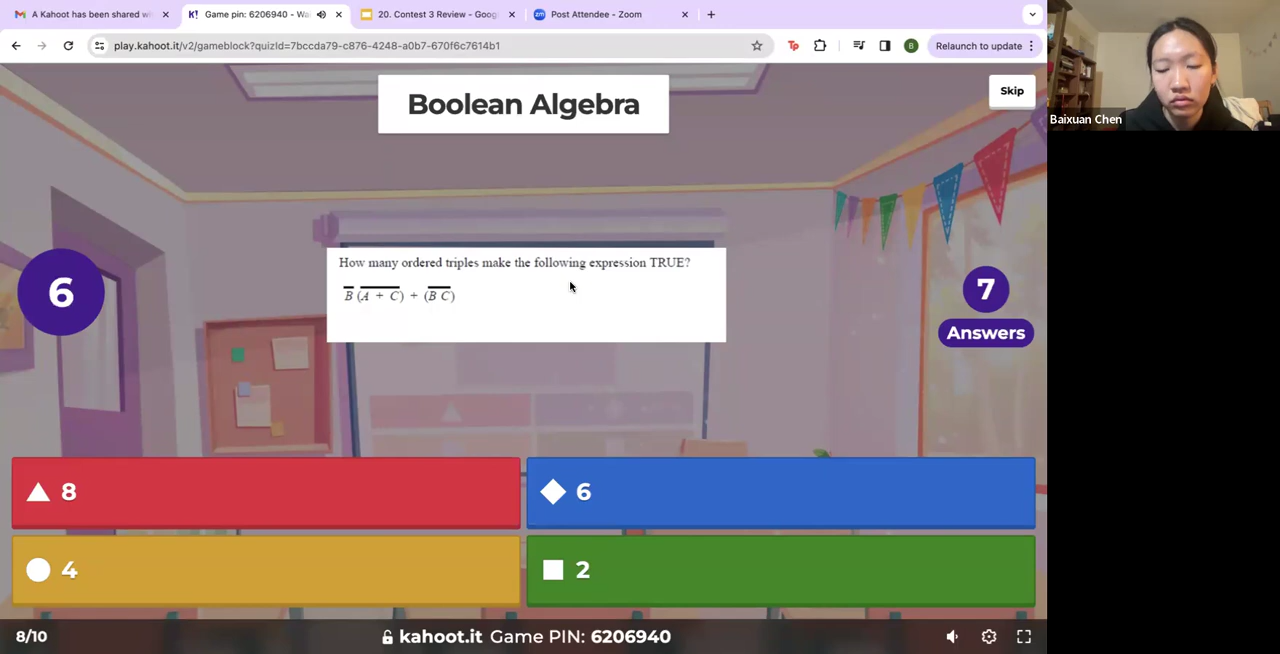 A Kahoot has been shared wi
Game pin: 6206940 - Wa
20. Contest 3 Review - Goog
Post Attendee - Zoom
play.kahoot.it/v2/gameblock?quizId=7bccda79-c876-4248-a0b7-670f6c7614b1
Tp
B
Relaunch to update
Boolean Algebra
Skip
Baixuan Chen
How many ordered triples make the following expression TRUE?
B̅ (A̅ ̅+̅ ̅C̅) + (B̅ ̅C̅)
6
7
Answers
8
6
4
2
8/10
kahoot.it Game PIN: 6206940